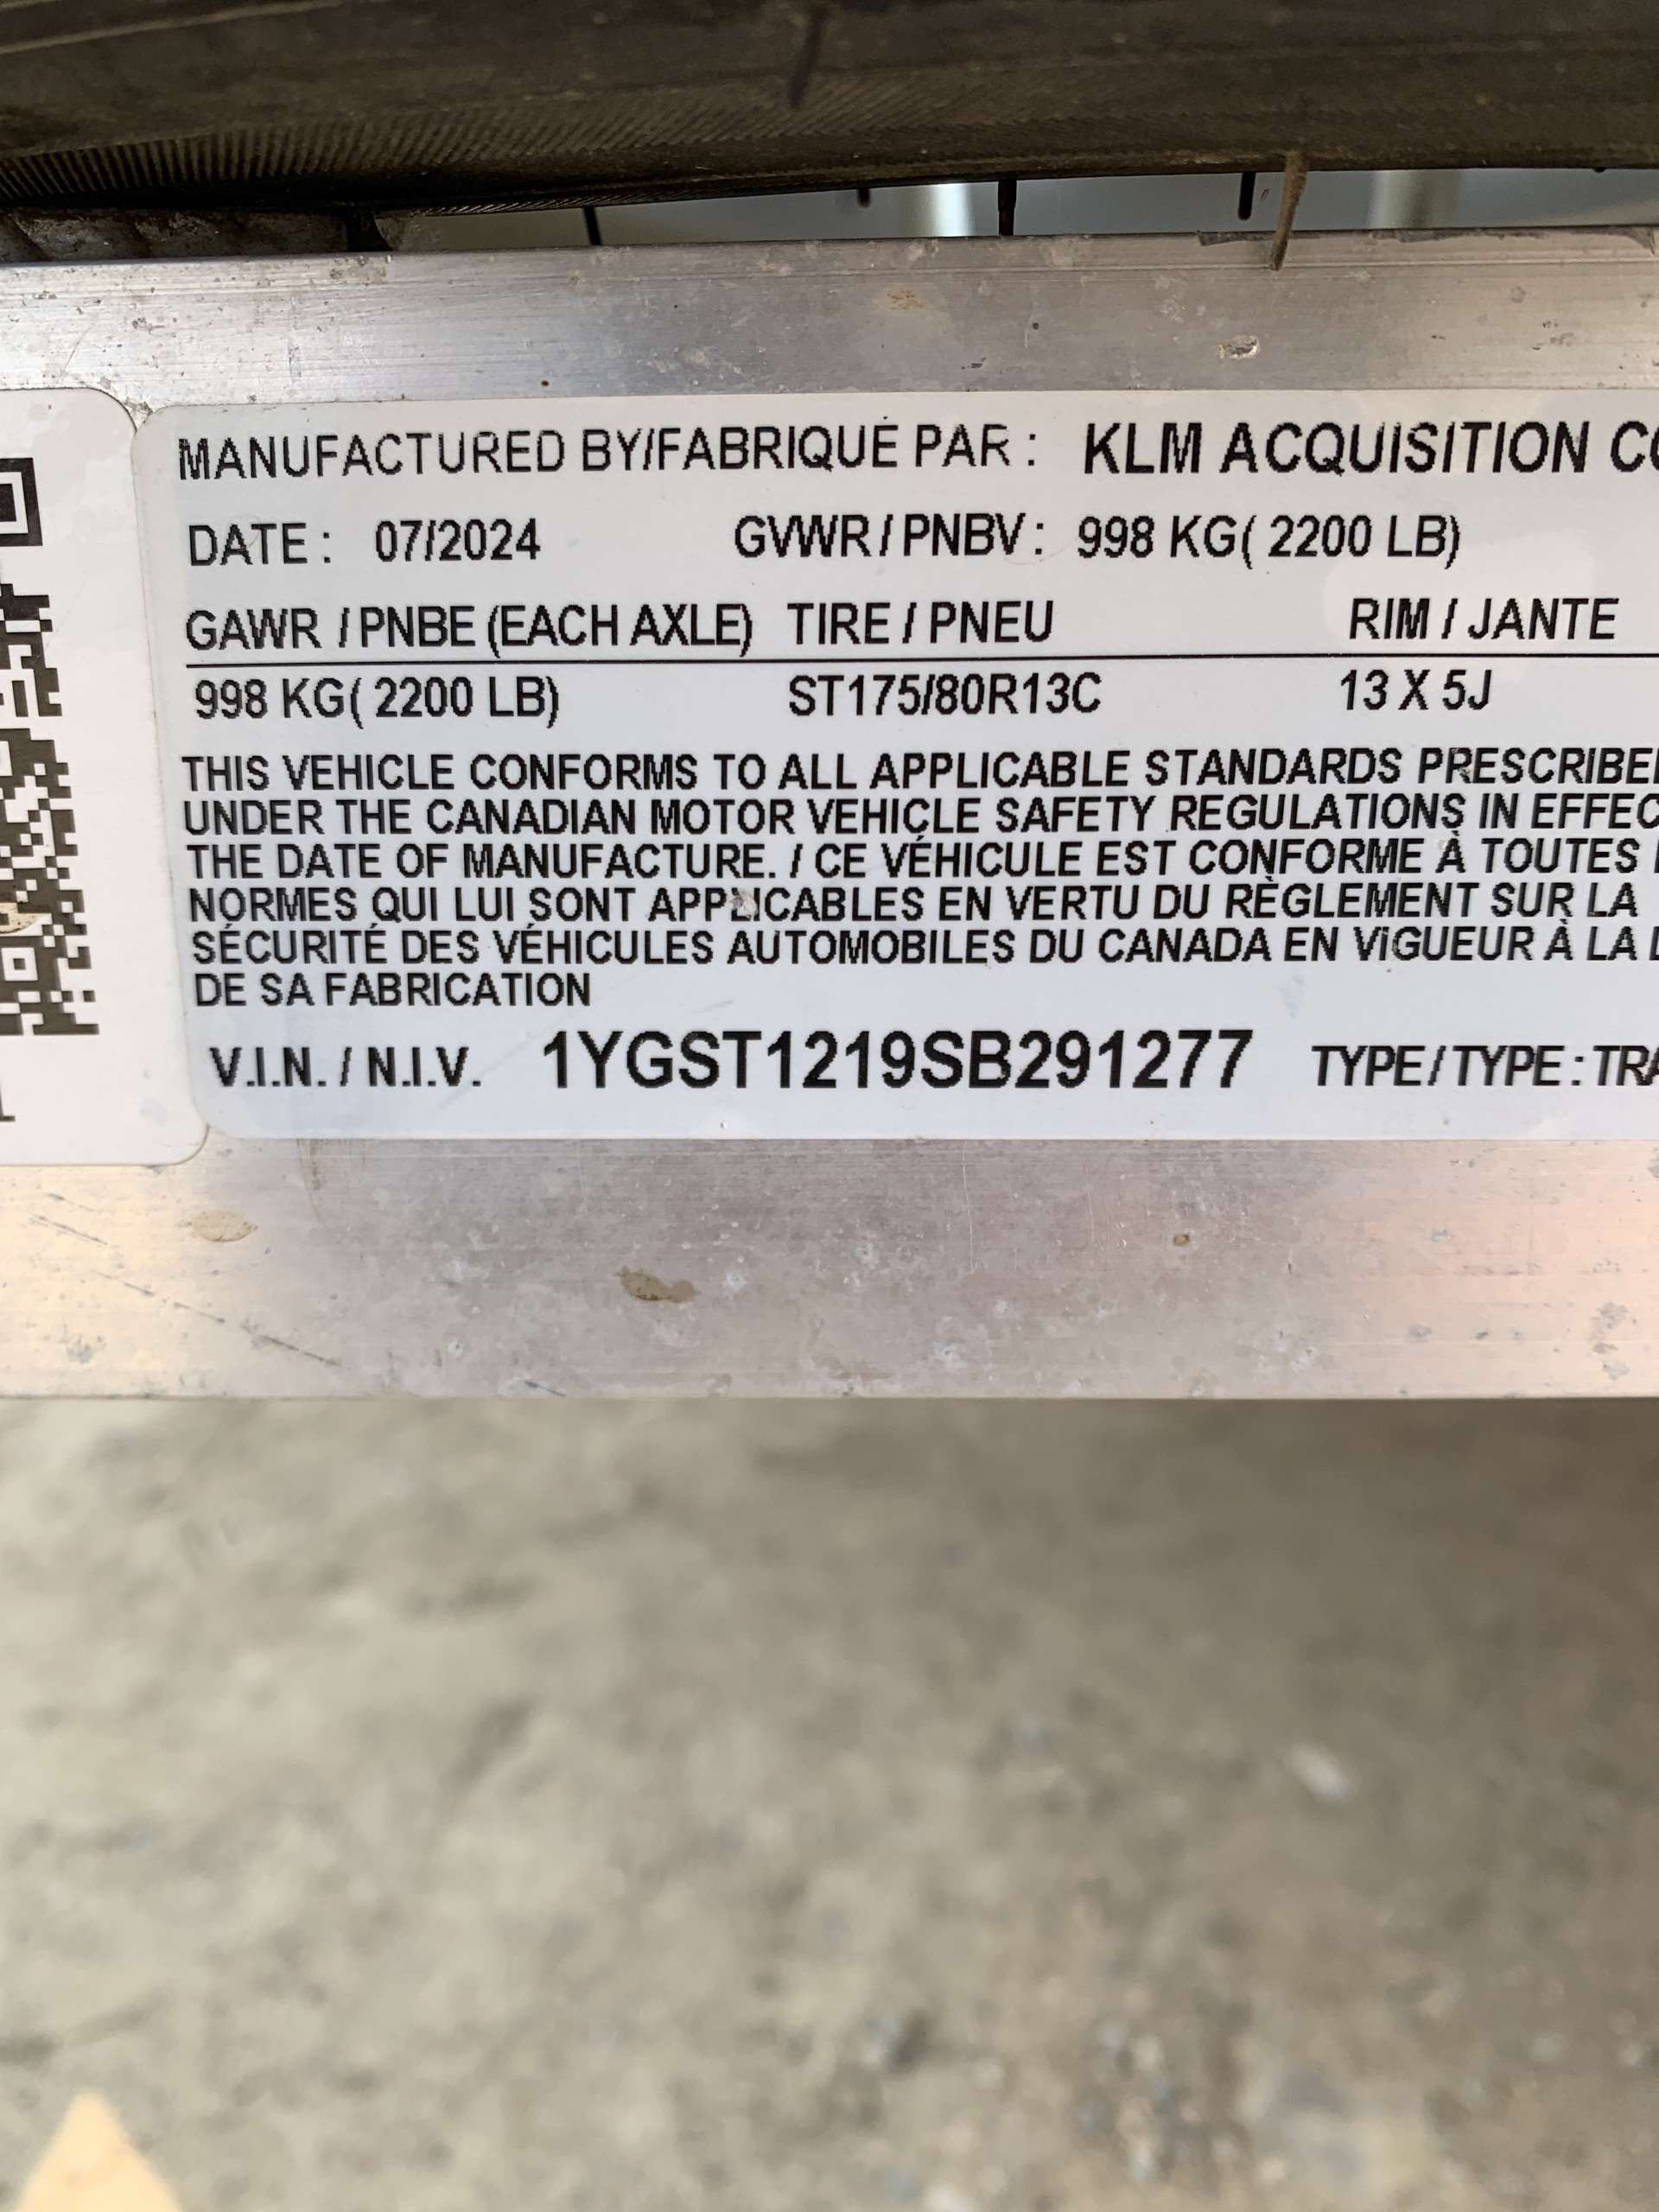 MANUFACTURED BY/FABRIQUÉ PAR : KLM ACQUISITION
DATE : 07/2024 GVWR / PNBV : 998 KG( 2200 LB)
GAWR / PNBE (EACH AXLE) TIRE / PNEU RIM / JANTE
998 KG( 2200 LB) ST175/80R13C 13 X 5J
THIS VEHICLE CONFORMS TO ALL APPLICABLE STANDARDS PRESCRIBE
UNDER THE CANADIAN MOTOR VEHICLE SAFETY REGULATIONS IN EFFEC
THE DATE OF MANUFACTURE. / CE VÉHICULE EST CONFORME À TOUTES
NORMES QUI LUI SONT APPLICABLES EN VERTU DU RÈGLEMENT SUR LA
SÉCURITÉ DES VÉHICULES AUTOMOBILES DU CANADA EN VIGUEUR À LA
DE SA FABRICATION
V.I.N. / N.I.V. 1YGST1219SB291277 TYPE / TYPE : TRA